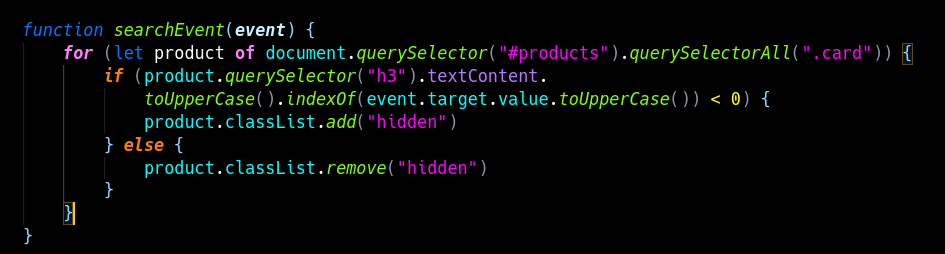 function searchEvent(event) {
    for (let product of document.querySelector("#products").querySelectorAll(".card")) {
        if (product.querySelector("h3").textContent.
            toUpperCase().indexOf(event.target.value.toUpperCase()) < 0) {
            product.classList.add("hidden")
        } else {
            product.classList.remove("hidden")
        }
    }
}